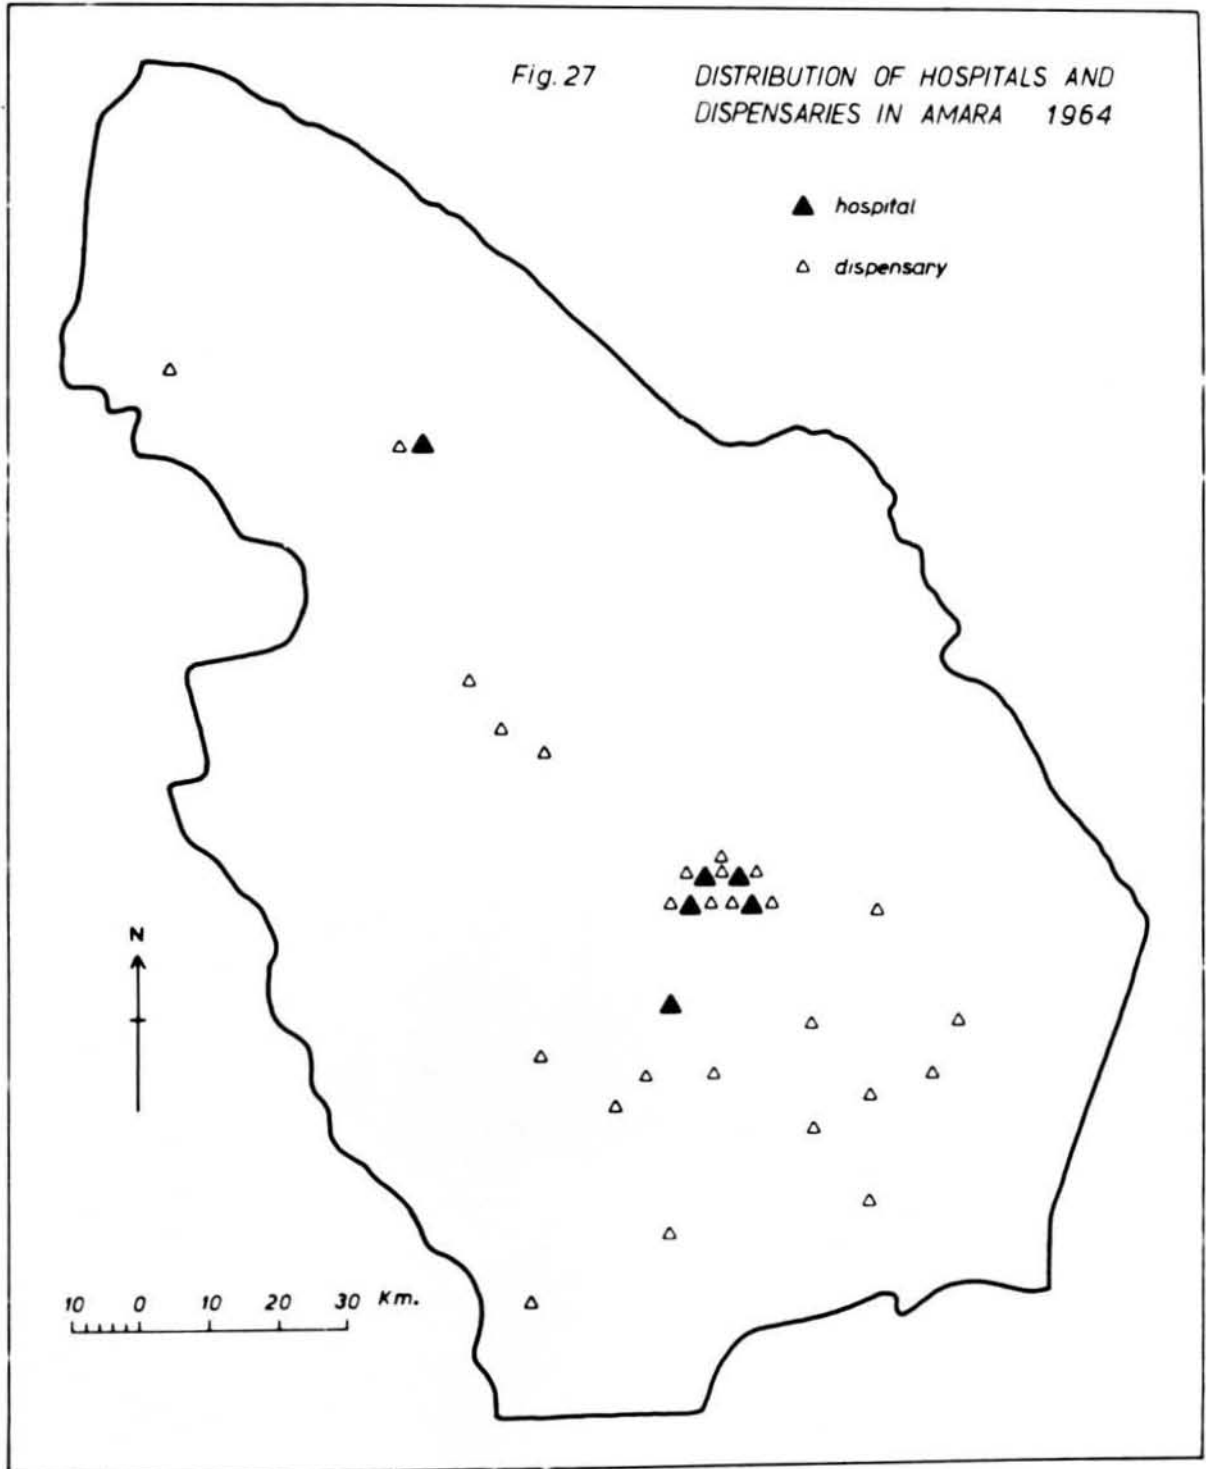 Fig. 27
DISTRIBUTION OF HOSPITALS AND
DISPENSARIES IN AMARA 1964
hospital
dispensary
N
10 0 10 20 30 Km.